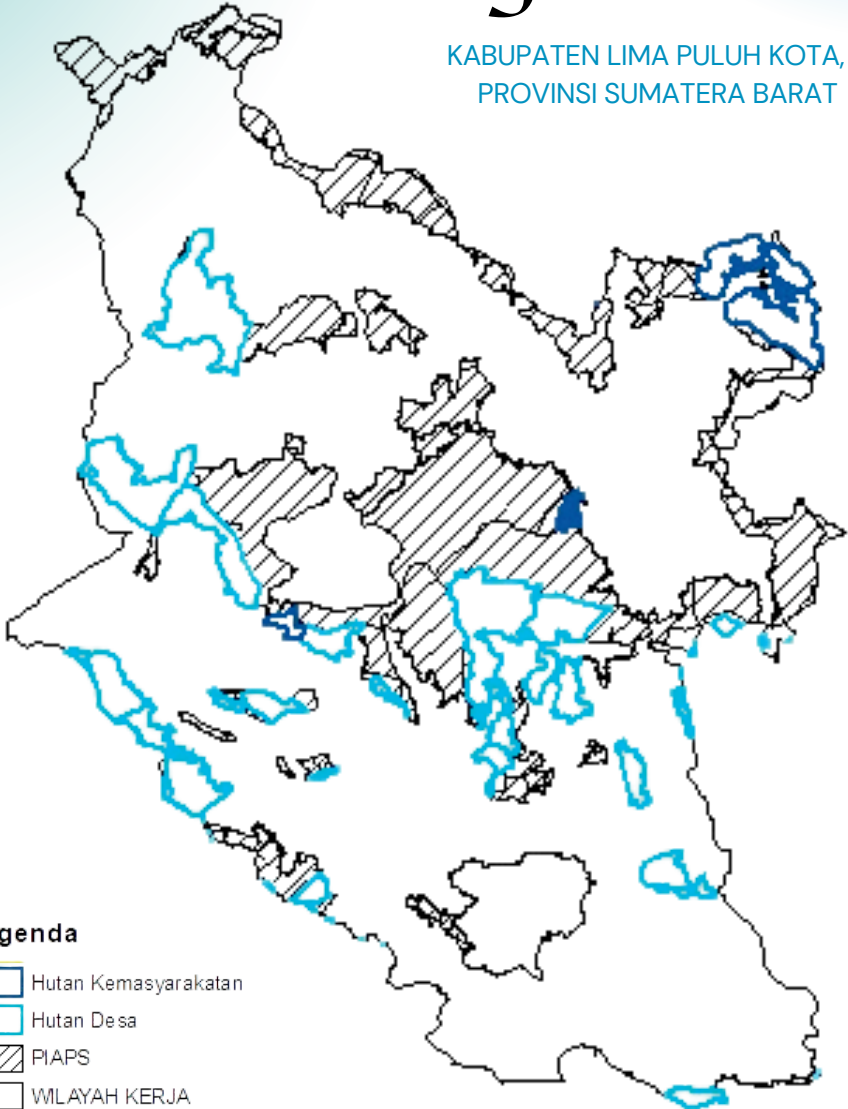 KABUPATEN LIMA PULUH KOTA,
PROVINSI SUMATERA BARAT
genda
Hutan Kemasyarakatan
Hutan Desa
PIAPS
WILAYAH KERJA